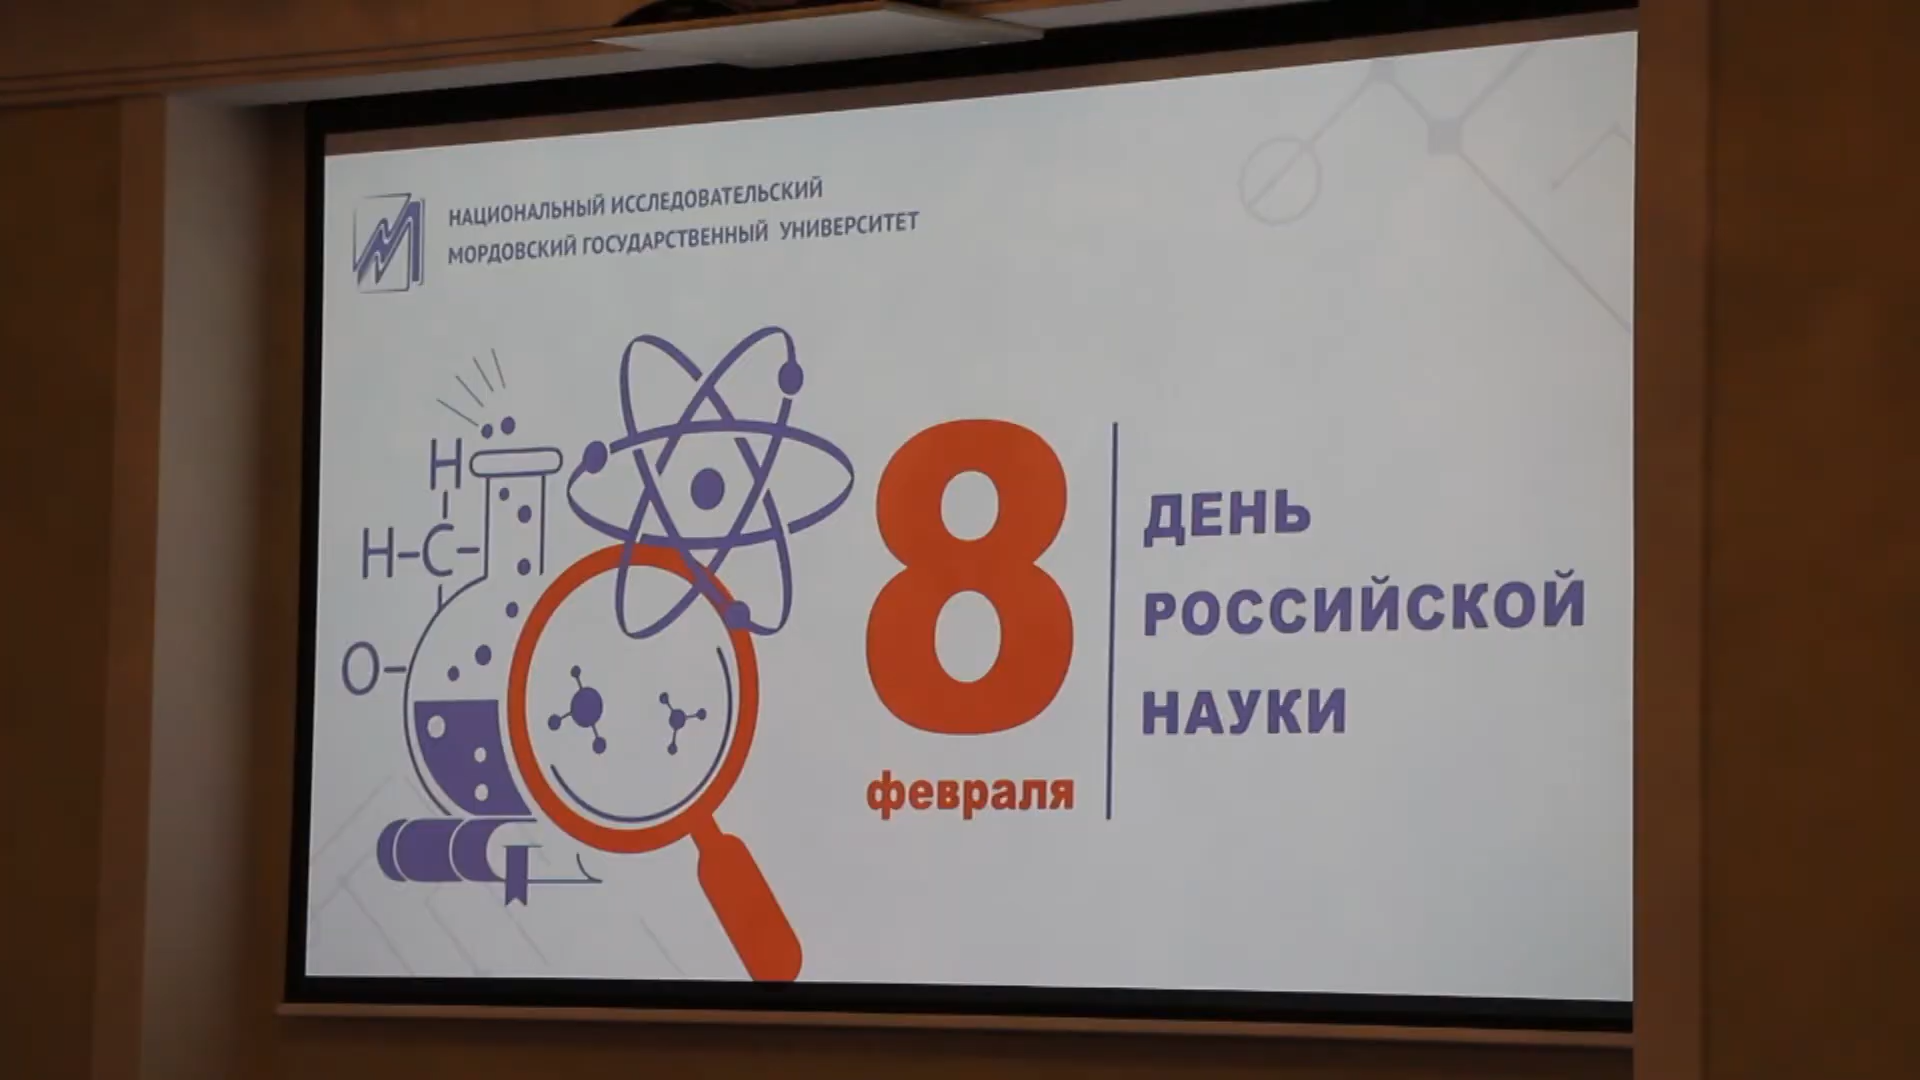 НАЦИОНАЛЬНЫЙ ИССЛЕДОВАТЕЛЬСКИЙ
МОРДОВСКИЙ ГОСУДАРСТВЕННЫЙ УНИВЕРСИТЕТ
H
H-C-
O-
8
февраля
ДЕНЬ
РОССИЙСКОЙ
НАУКИ